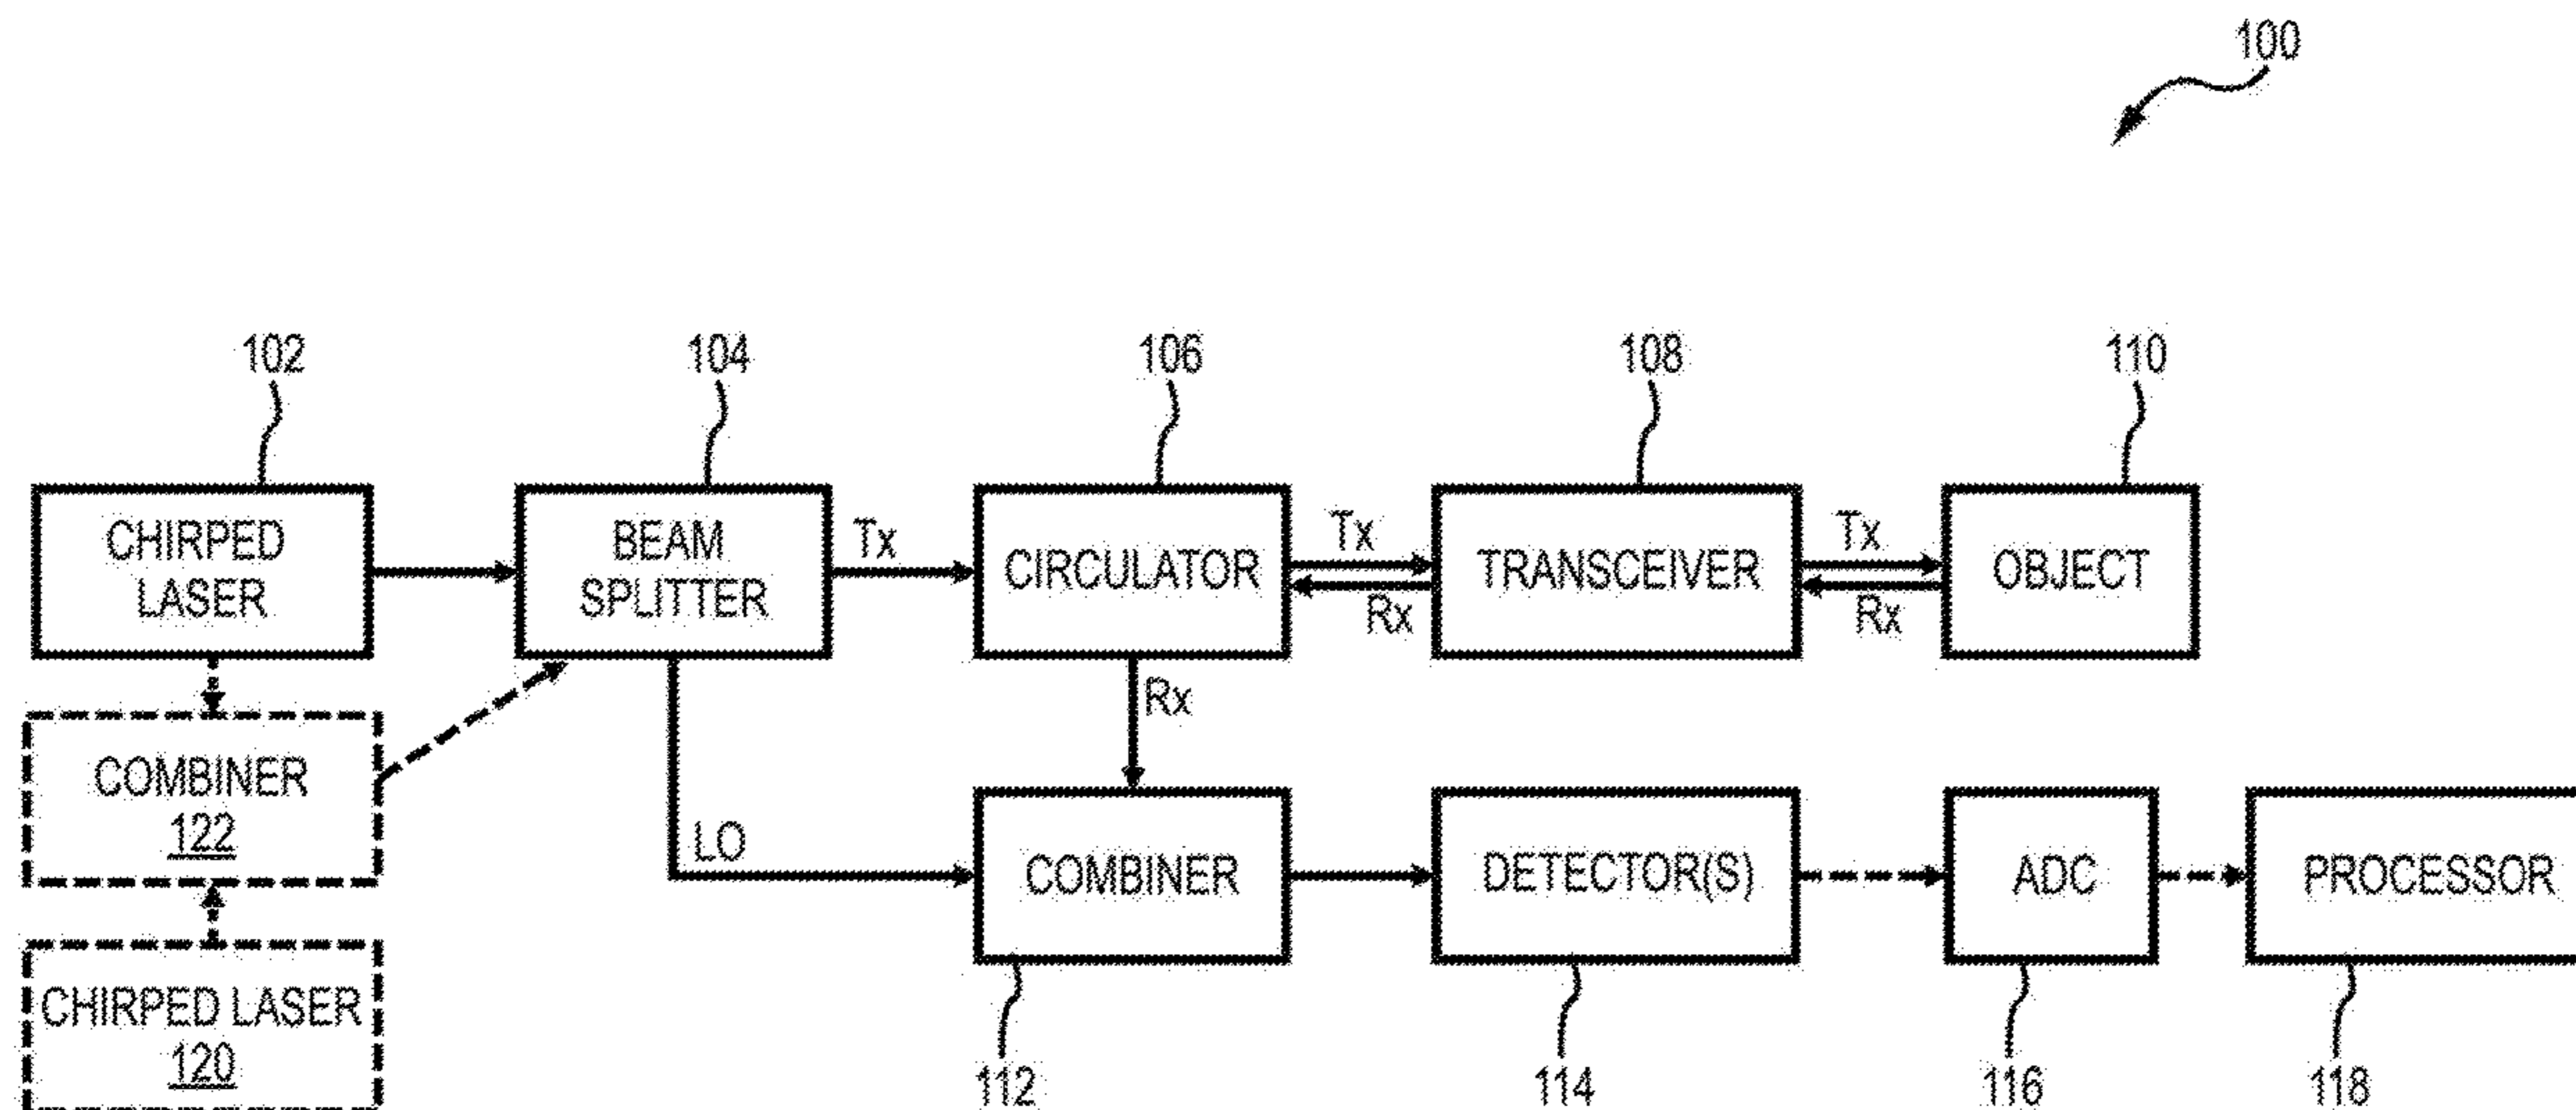 100
102
104
106
108
110
CHIRPED
LASER
BEAM
SPLITTER
Tx
CIRCULATOR
Tx
Rx
TRANSCEIVER
Tx
Rx
OBJECT
Rx
COMBINER
122
LO
COMBINER
DETECTOR(S)
ADC
PROCESSOR
CHIRPED LASER
120
112
114
116
118